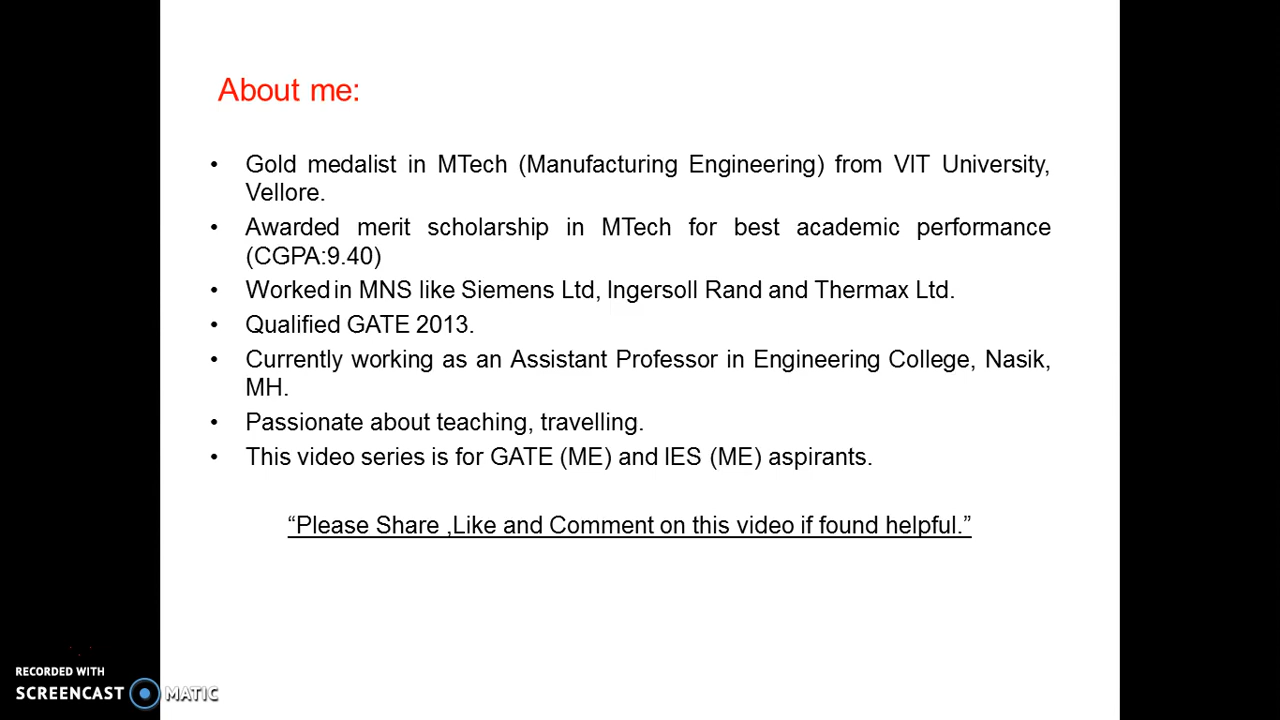 About me:
• Gold medalist in MTech (Manufacturing Engineering) from VIT University,
Vellore.
• Awarded merit scholarship in MTech for best academic performance
(CGPA:9.40)
• Worked in MNS like Siemens Ltd, Ingersoll Rand and Thermax Ltd.
• Qualified GATE 2013.
• Currently working as an Assistant Professor in Engineering College, Nasik,
MH.
• Passionate about teaching, travelling.
• This video series is for GATE (ME) and IES (ME) aspirants.
“Please Share ,Like and Comment on this video if found helpful.”
RECORDED WITH
SCREENCAST MATIC